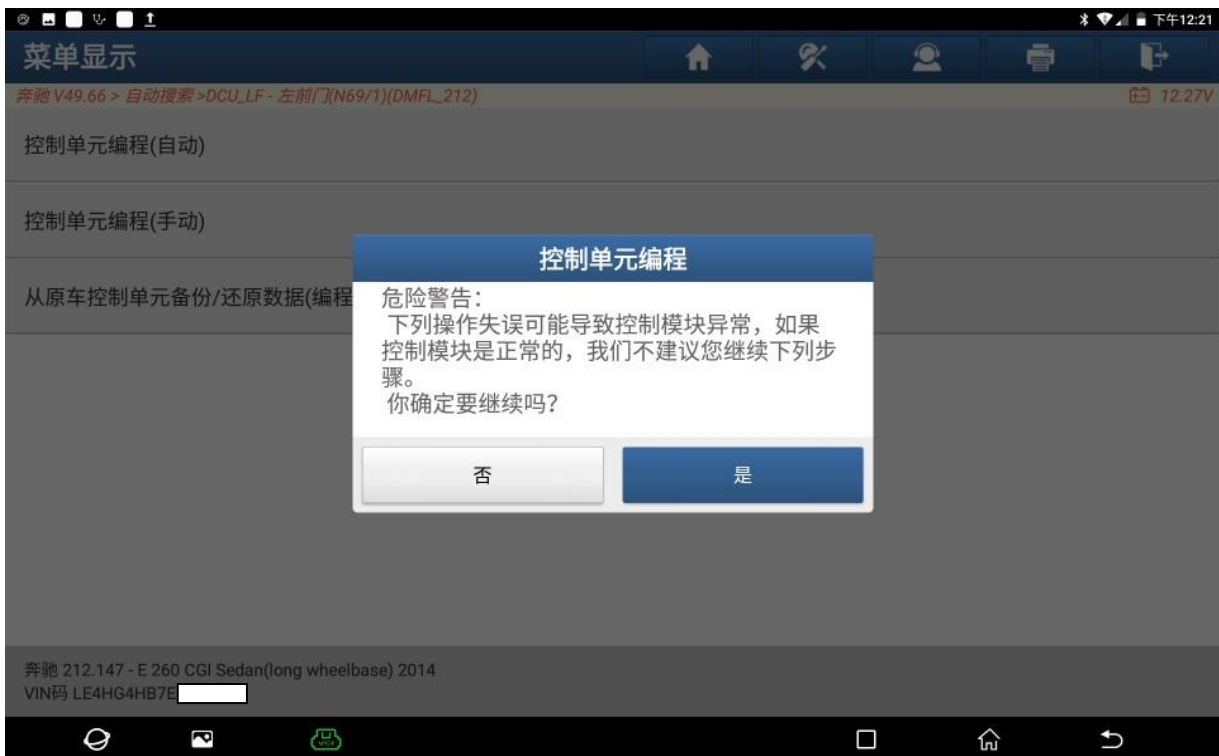 下午12:21
菜单显示
奔驰 V49.66 > 自动搜索 >DCU_LF - 左前门(N69/1)(DMFL_212)
12.27V
控制单元编程(自动)
控制单元编程(手动)
从原车控制单元备份/还原数据(编程
控制单元编程
危险警告：
下列操作失误可能导致控制模块异常，如果
控制模块是正常的，我们不建议您继续下列步
骤。
你确定要继续吗？
否
是
奔驰 212.147 - E 260 CGI Sedan(long wheelbase) 2014
VIN码 LE4HG4HB7E
VCI